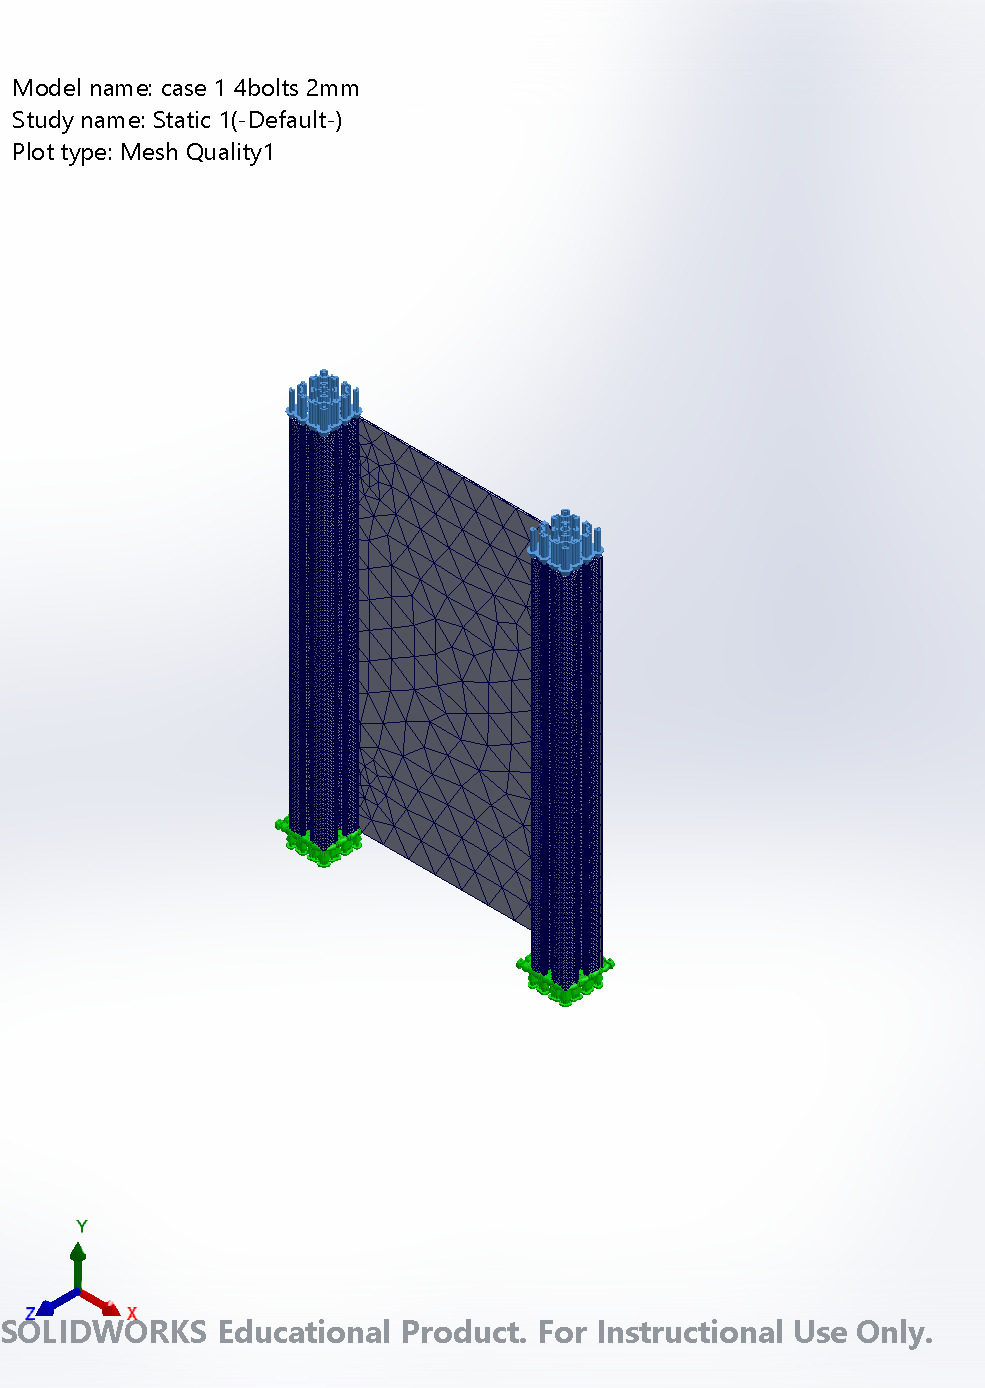 Model name: case 1 4bolts 2mm
Study name: Static 1(-Default-)
Plot type: Mesh Quality1
Y
Z
X
SOLIDWORKS Educational Product. For Instructional Use Only.